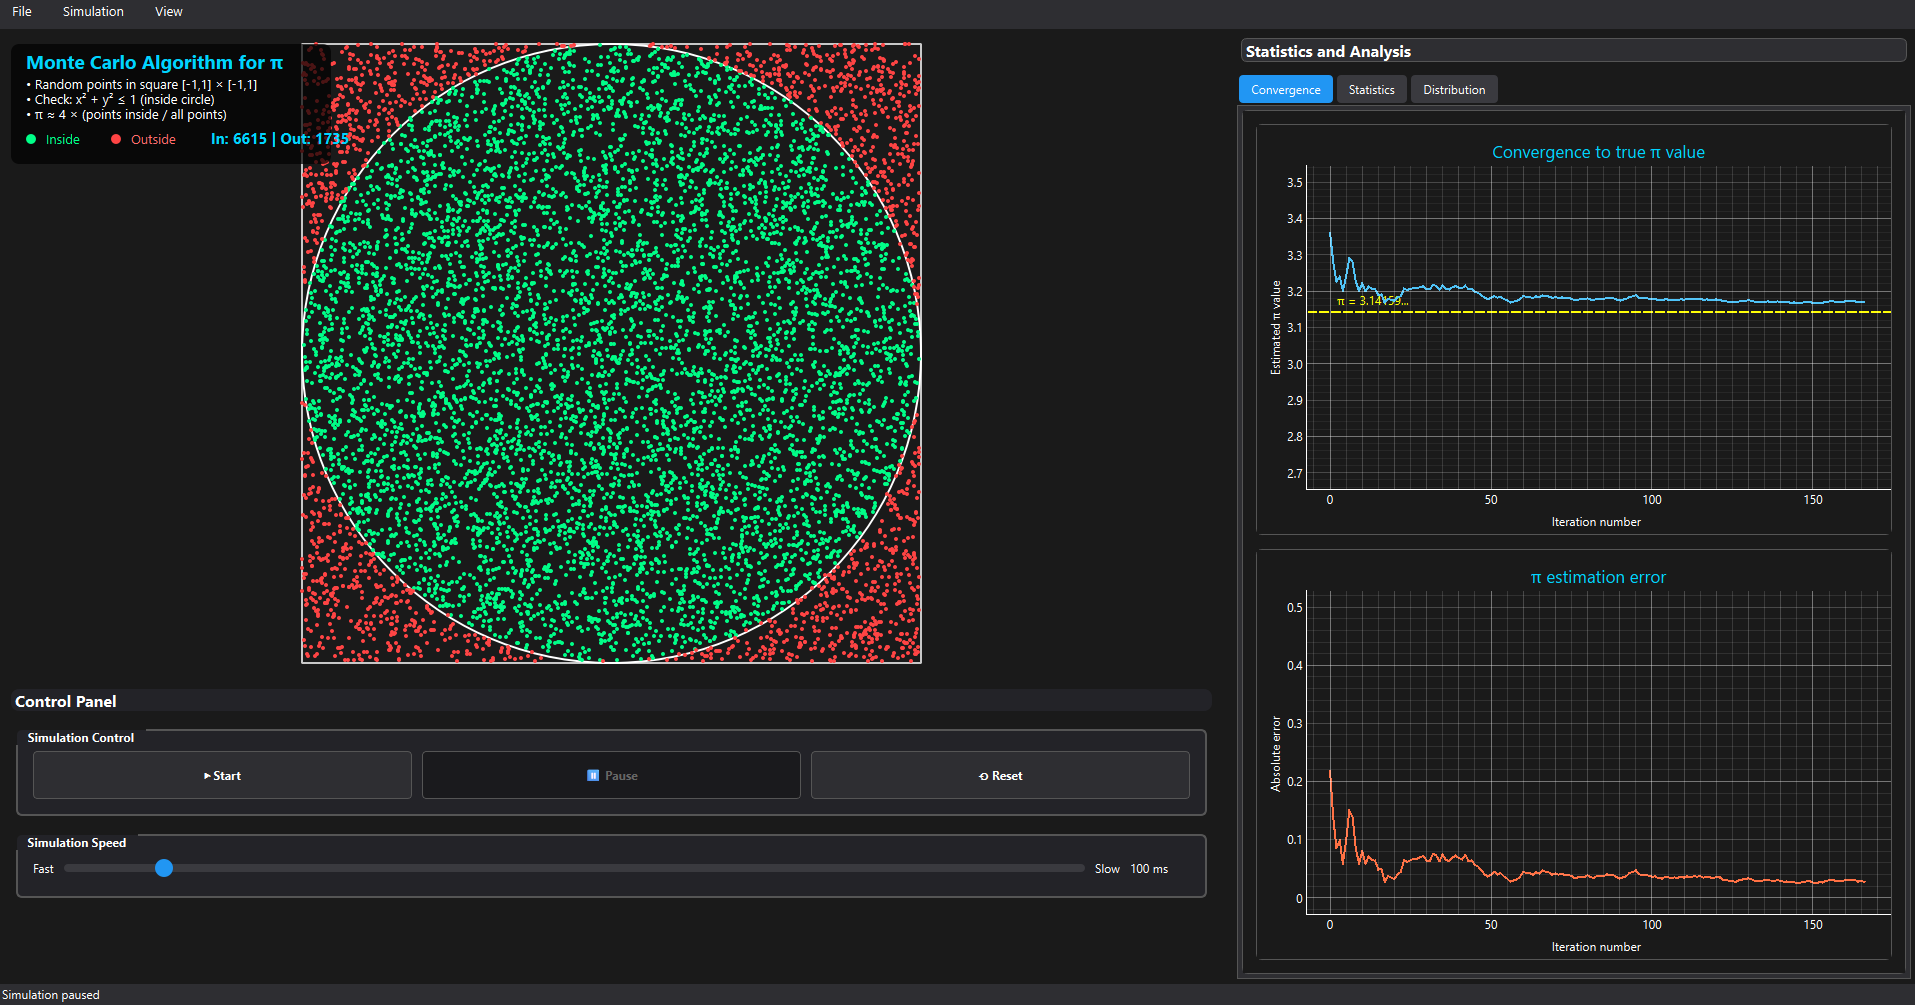 File Simulation View
Monte Carlo Algorithm for π
• Random points in square [-1,1] × [-1,1]
• Check: x² + y² ≤ 1 (inside circle)
• π ≈ 4 × (points inside / all points)
Inside Outside In: 6615 | Out: 1735
Control Panel
Simulation Control
Start
Pause
Reset
Simulation Speed
Fast Slow 100 ms
Statistics and Analysis
Convergence Statistics Distribution
Convergence to true π value
Estimated π value
3.5
3.4
3.3
3.2
3.1
3.0
2.9
2.8
2.7
π = 3.14159...
0 50 100 150
Iteration number
π estimation error
Absolute error
0.5
0.4
0.3
0.2
0.1
0
0 50 100 150
Iteration number
Simulation paused